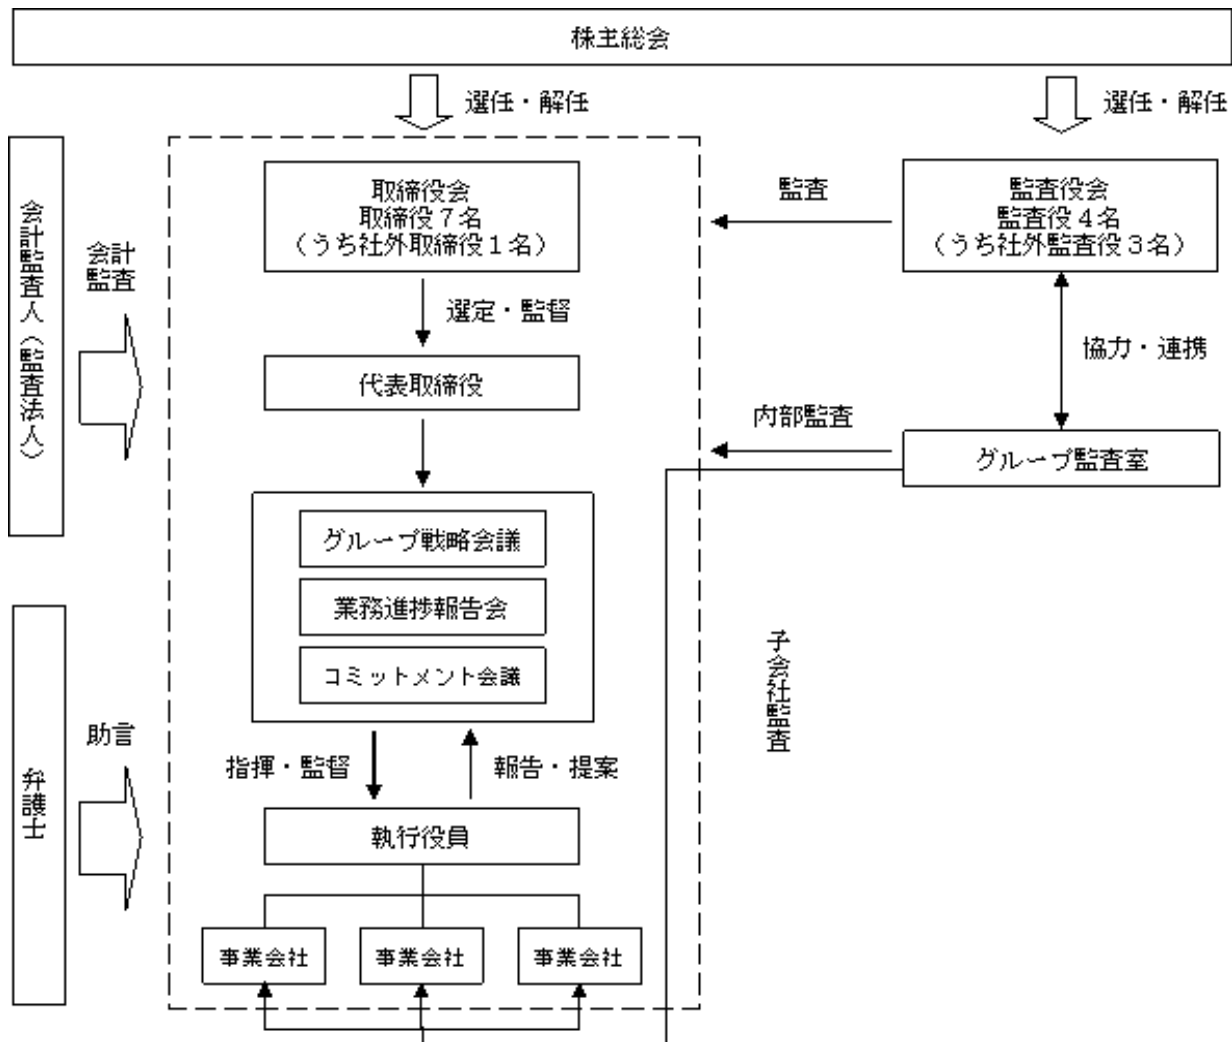 株主総会
選任・解任
選任・解任
会計監査人（監査法人）
会計
監査
取締役会
取締役７名
（うち社外取締役１名）
監査
監査役会
監査役４名
（うち社外監査役３名）
選定・監督
協力・連携
代表取締役
内部監査
グループ監査室
グループ戦略会議
業務進捗報告会
コミットメント会議
子会社監査
弁護士
助言
指揮・監督
報告・提案
執行役員
事業会社
事業会社
事業会社